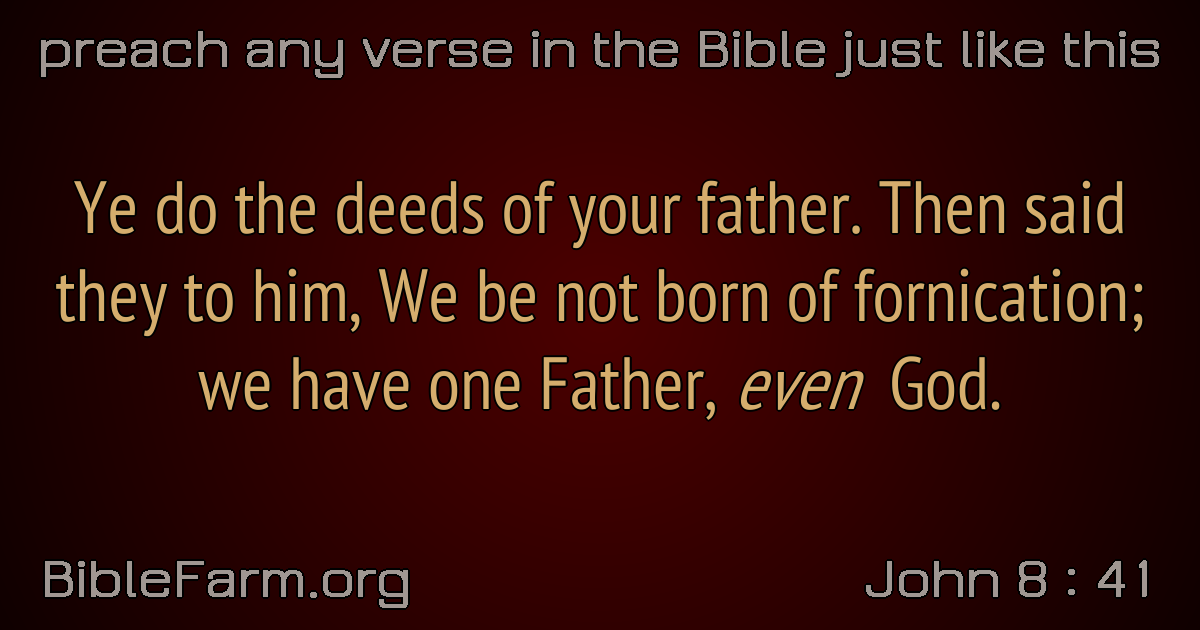 preach any verse in the Bible just like this
Ye do the deeds of your father. Then said
they to him, We be not born of fornication;
we have one Father, even God.
BibleFarm.org
John 8 : 41